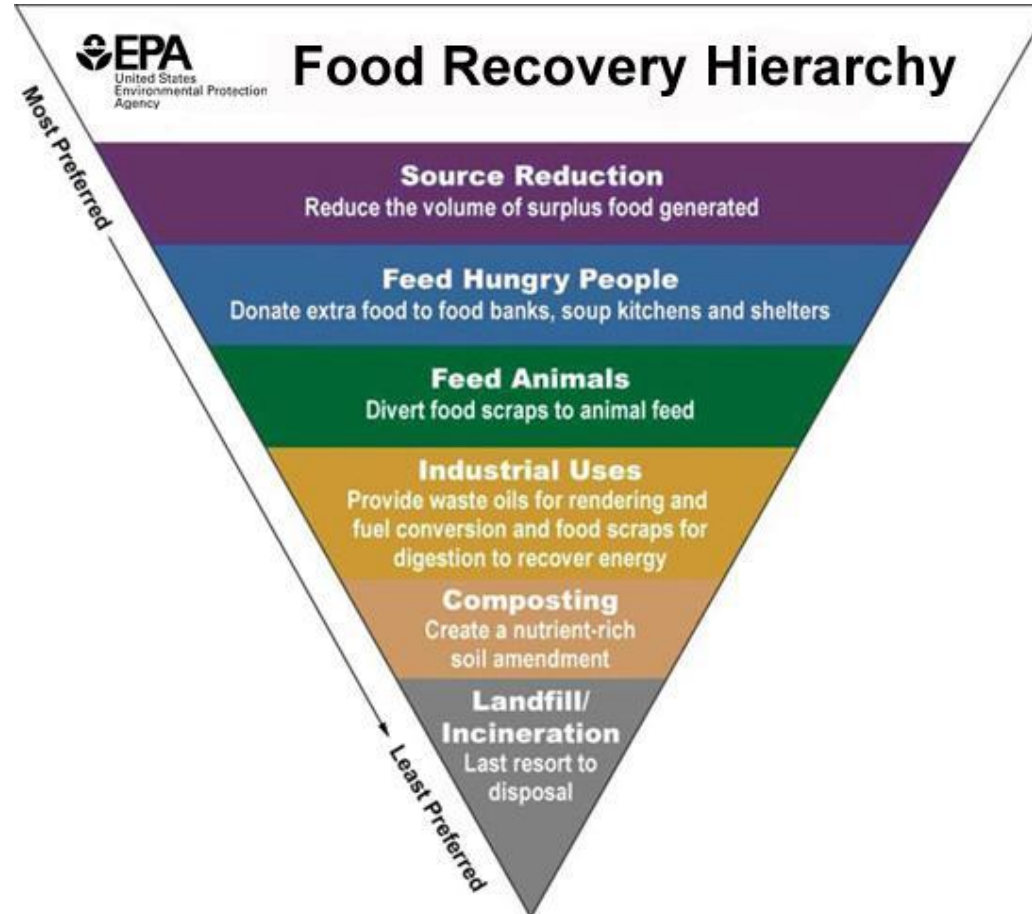 EPA
United States
Environmental Protection
Agency
Food Recovery Hierarchy
Most Preferred
Source Reduction
Reduce the volume of surplus food generated
Feed Hungry People
Donate extra food to food banks, soup kitchens and shelters
Feed Animals
Divert food scraps to animal feed
Industrial Uses
Provide waste oils for rendering and
fuel conversion and food scraps for
digestion to recover energy
Composting
Create a nutrient-rich
soil amendment
Landfill/
Incineration
Last resort to
disposal
Least Preferred